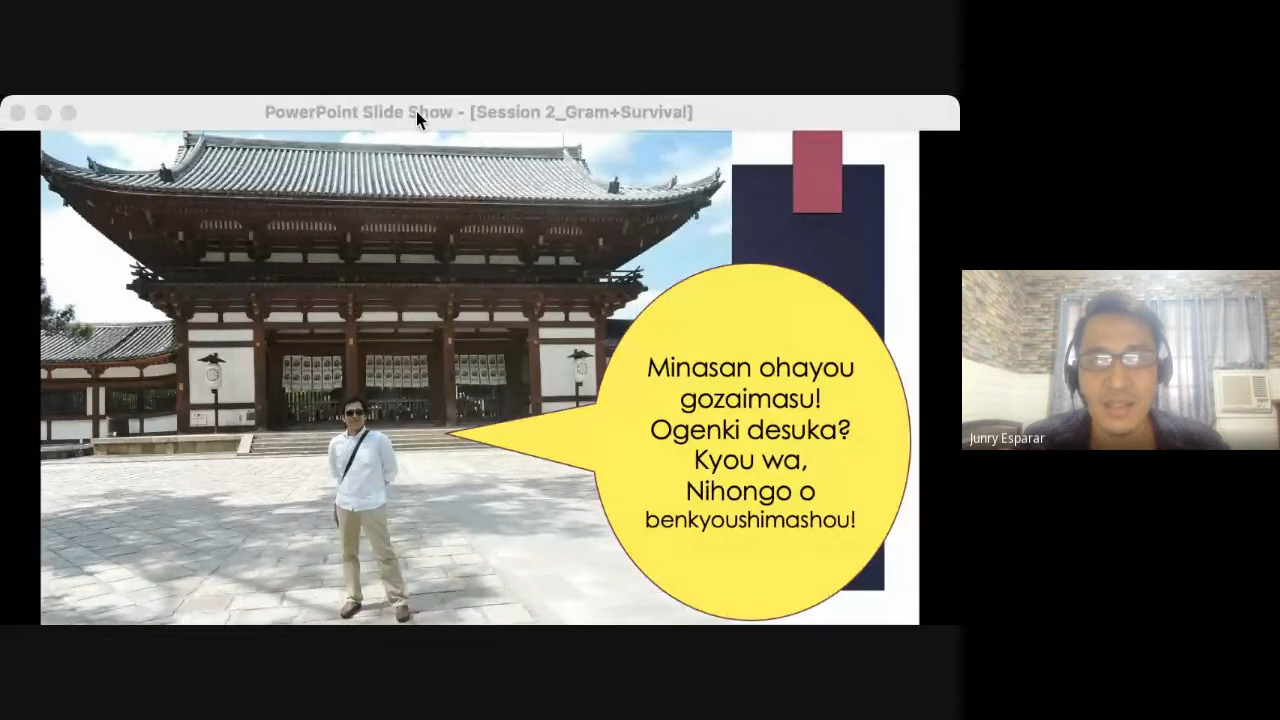 PowerPoint Slide Show - [Session 2_Gram+Survival]
Minasan ohayou
gozaimasu!
Ogenki desuka?
Kyou wa,
Nihongo o
benkyoushimashou!
Junry Esparar